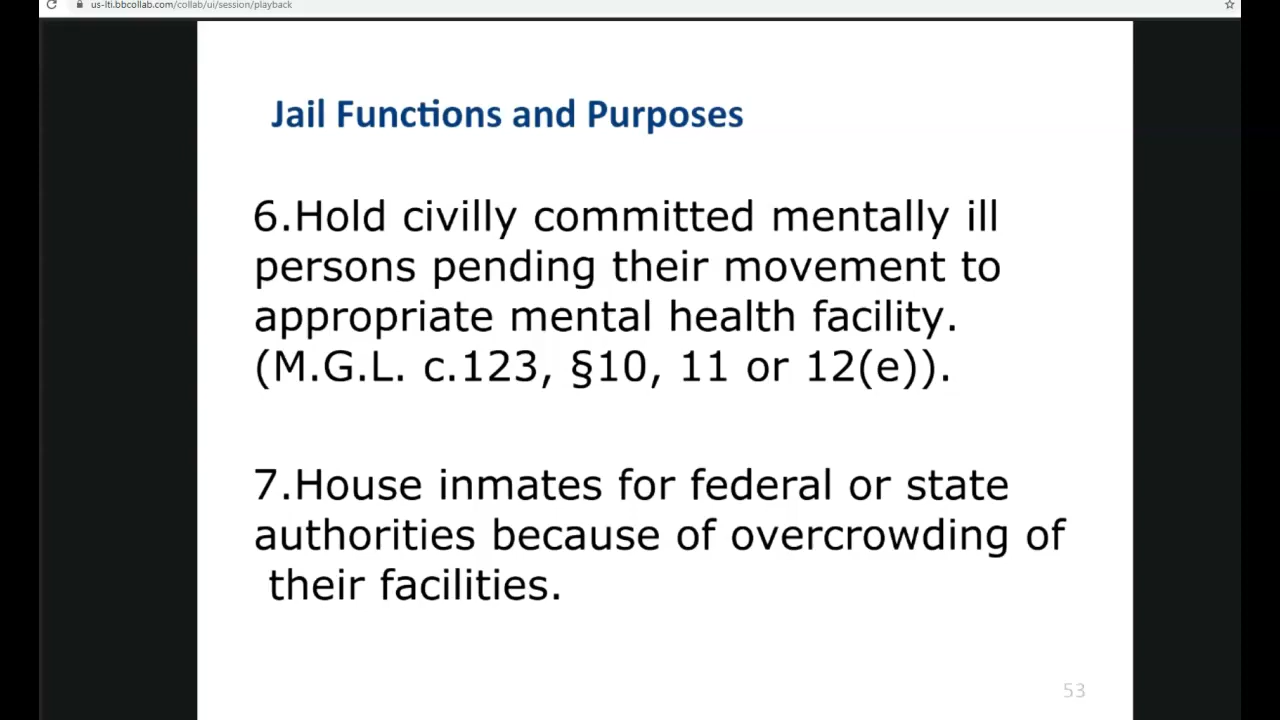 us-lti.bbcollab.com/collab/ui/session/playback
Jail Functions and Purposes
6.Hold civilly committed mentally ill
persons pending their movement to
appropriate mental health facility.
(M.G.L. c.123, §10, 11 or 12(e)).
7.House inmates for federal or state
authorities because of overcrowding of
their facilities.
53